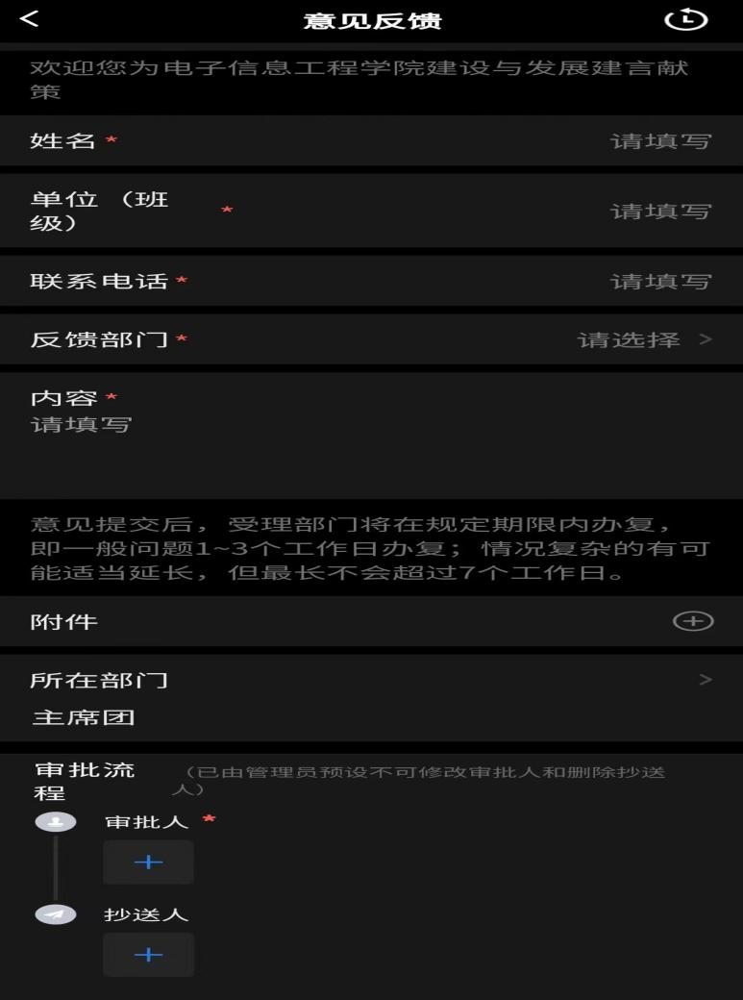 意见反馈
欢迎您为电子信息工程学院建设与发展建言献
策
姓名 * 请填写
单位 （班
级） * 请填写
联系电话 * 请填写
反馈部门 * 请选择 >
内容 *
请填写
意见提交后，受理部门将在规定期限内办复，
即一般问题1~3个工作日办复；情况复杂的有可
能适当延长，但最长不会超过7个工作日。
附件
所在部门 >
主席团
审批流
程
（已由管理员预设不可修改审批人和删除抄送
人）
审批人 *
抄送人